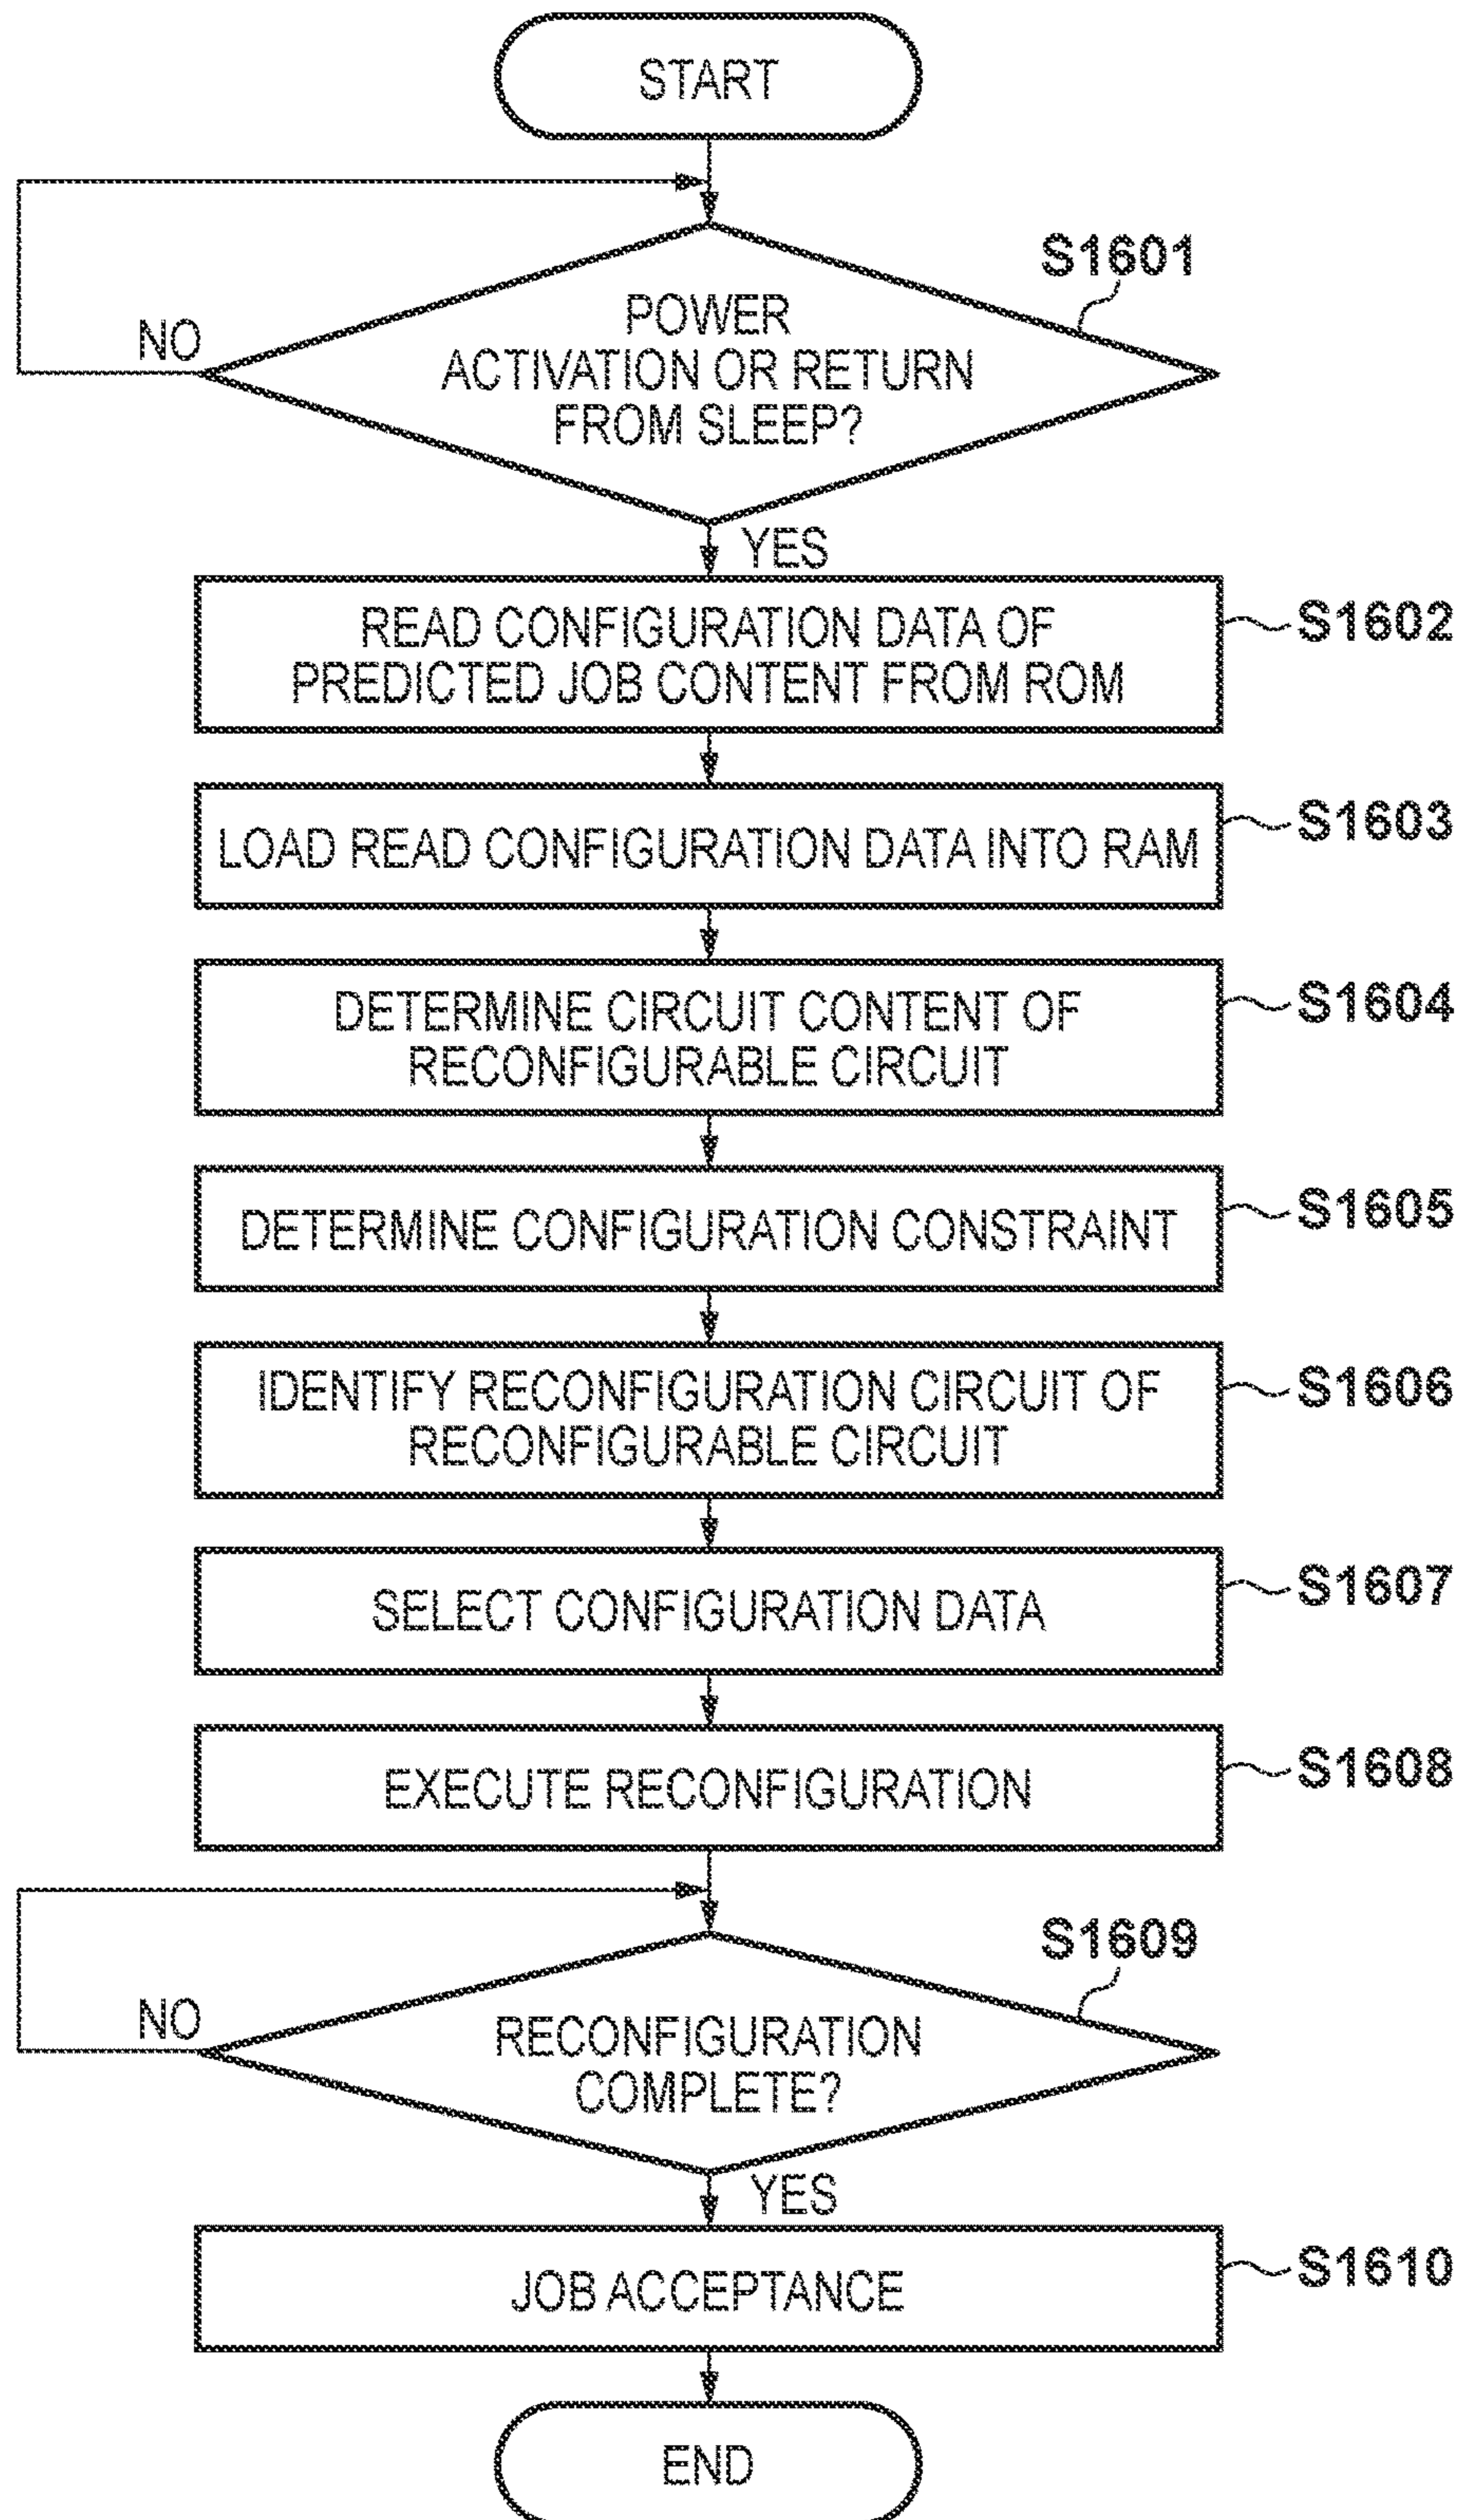 START
S1601
POWER
ACTIVATION OR RETURN
FROM SLEEP?
NO
YES
READ CONFIGURATION DATA OF
PREDICTED JOB CONTENT FROM ROM
S1602
LOAD READ CONFIGURATION DATA INTO RAM
S1603
DETERMINE CIRCUIT CONTENT OF
RECONFIGURABLE CIRCUIT
S1604
DETERMINE CONFIGURATION CONSTRAINT
S1605
IDENTIFY RECONFIGURATION CIRCUIT OF
RECONFIGURABLE CIRCUIT
S1606
SELECT CONFIGURATION DATA
S1607
EXECUTE RECONFIGURATION
S1608
S1609
RECONFIGURATION
COMPLETE?
NO
YES
JOB ACCEPTANCE
S1610
END